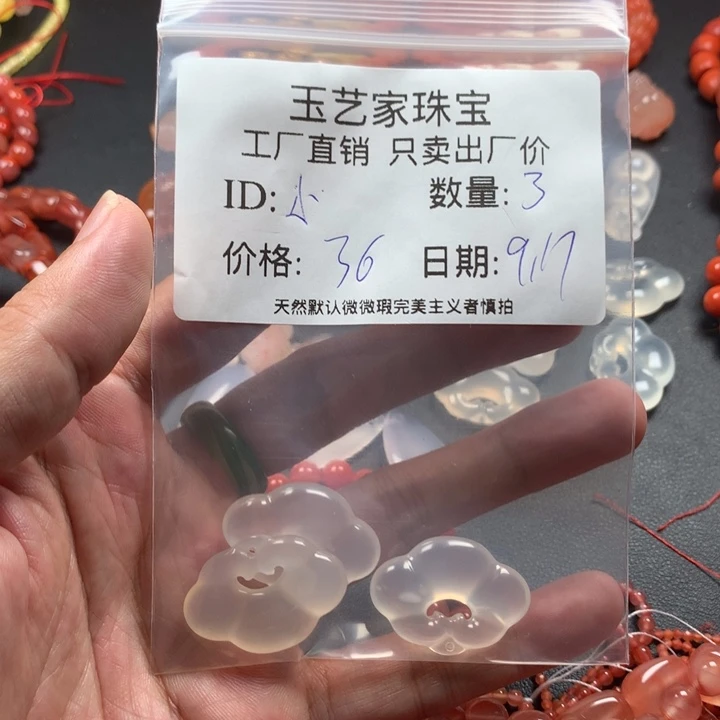 玉艺家珠宝
工厂直销 只卖出厂价
ID: 数量: 3
价格: 36 日期: 9,17
天然默认微微瑕完美主义者慎拍